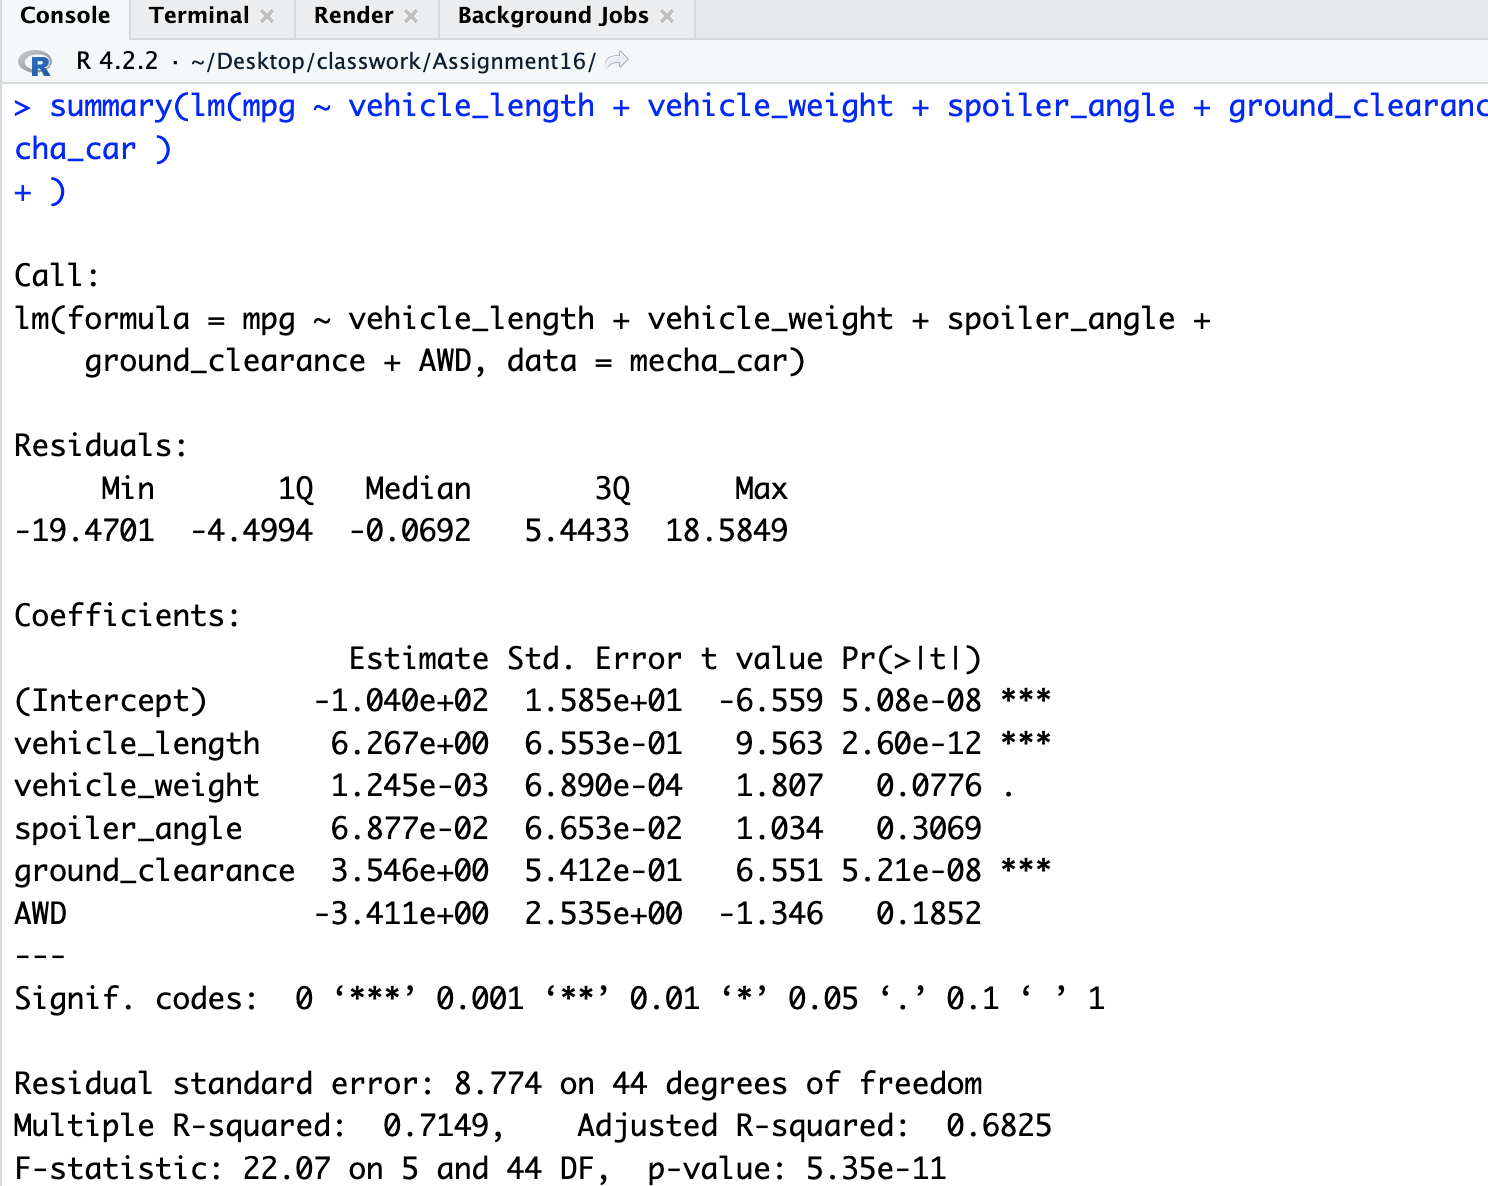 Console Terminal × Render × Background Jobs ×
R R 4.2.2 · ~/Desktop/classwork/Assignment16/
> summary(lm(mpg ~ vehicle_length + vehicle_weight + spoiler_angle + ground_clearanc
cha_car )
+ )
Call:
lm(formula = mpg ~ vehicle_length + vehicle_weight + spoiler_angle +
    ground_clearance + AWD, data = mecha_car)
Residuals:
     Min       1Q   Median       3Q      Max
-19.4701  -4.4994  -0.0692   5.4433  18.5849
Coefficients:
                   Estimate Std. Error t value Pr(>|t|)
(Intercept)      -1.040e+02  1.585e+01  -6.559 5.08e-08 ***
vehicle_length    6.267e+00  6.553e-01   9.563 2.60e-12 ***
vehicle_weight    1.245e-03  6.890e-04   1.807   0.0776 .
spoiler_angle     6.877e-02  6.653e-02   1.034   0.3069
ground_clearance  3.546e+00  5.412e-01   6.551 5.21e-08 ***
AWD              -3.411e+00  2.535e+00  -1.346   0.1852
---
Signif. codes:  0 ‘***’ 0.001 ‘**’ 0.01 ‘*’ 0.05 ‘.’ 0.1 ‘ ’ 1
Residual standard error: 8.774 on 44 degrees of freedom
Multiple R-squared:  0.7149,    Adjusted R-squared:  0.6825
F-statistic: 22.07 on 5 and 44 DF,  p-value: 5.35e-11